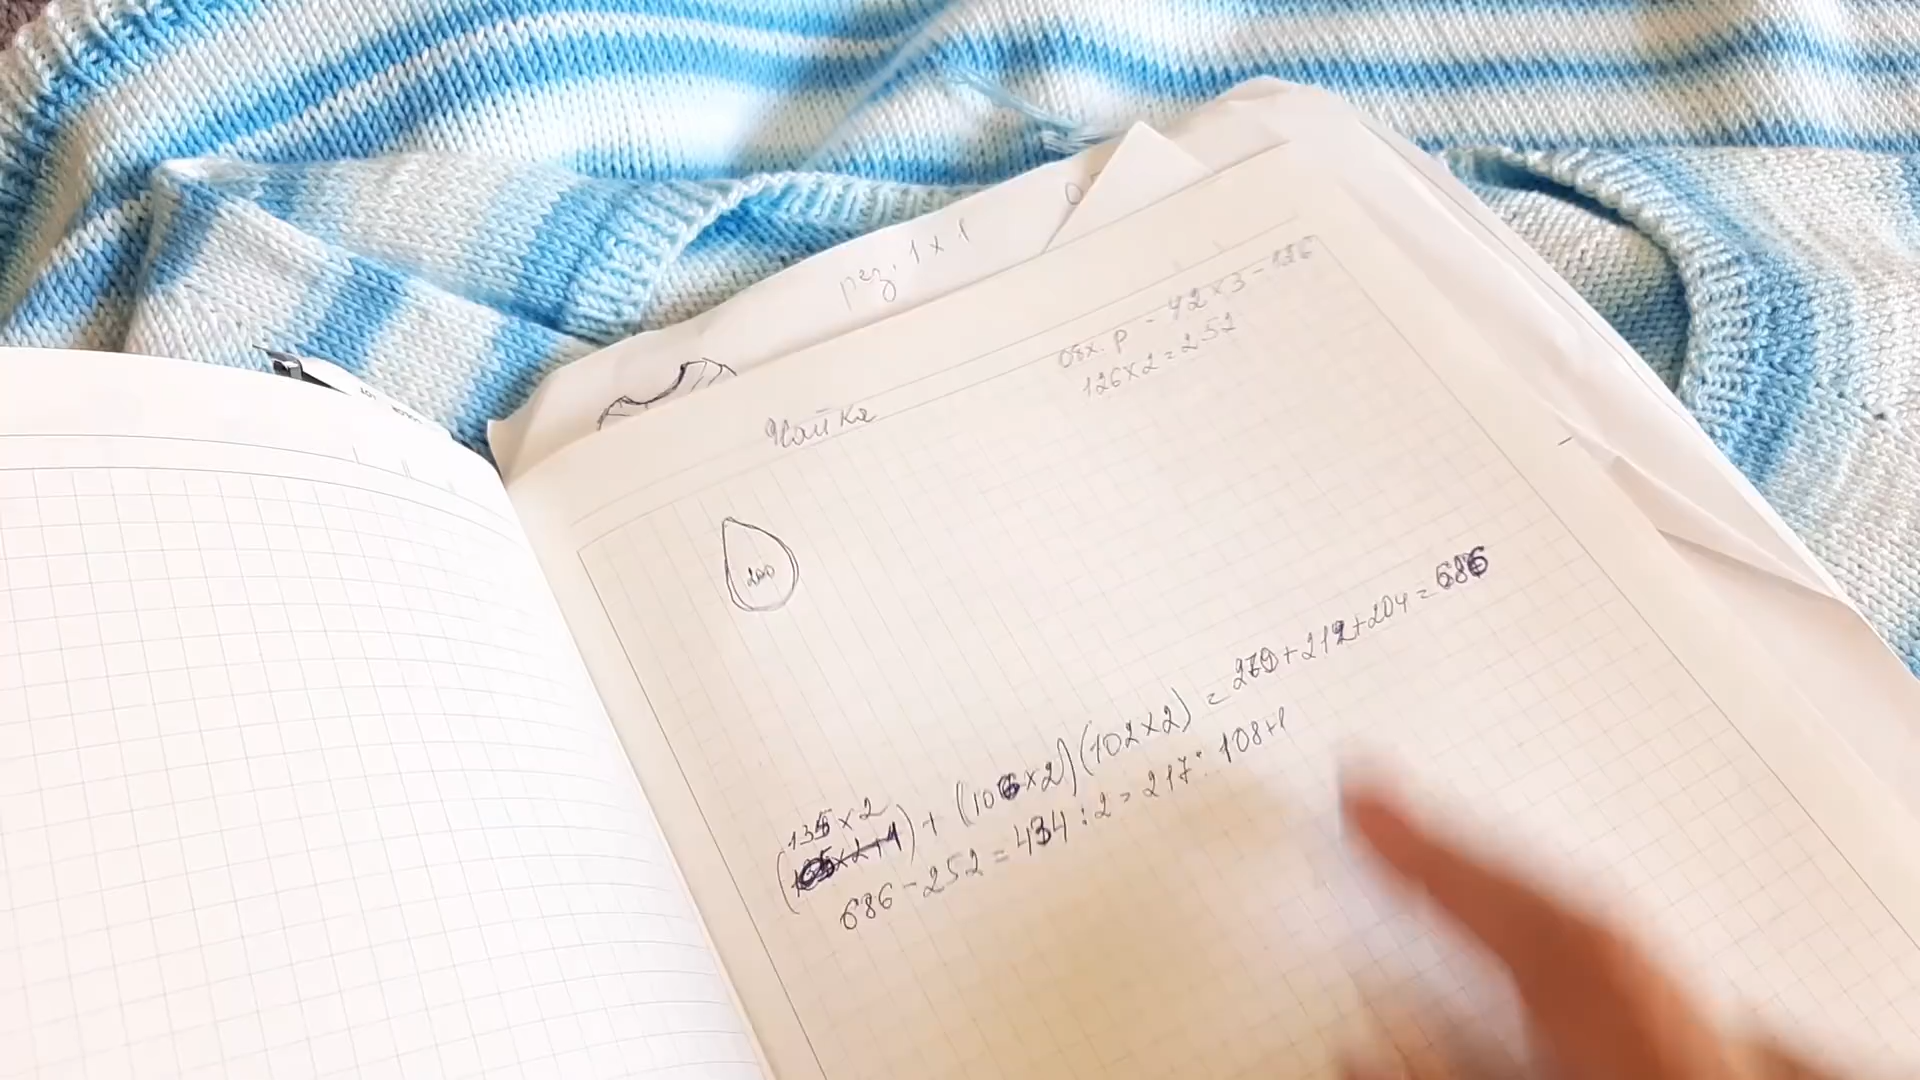 рез. 1 x 1
обх. р - 42 x 3 - 126
126 x 2 = 252
Чайка
200
135 x 2
( ) + (106 x 2) (102 x 2) = 270 + 212 + 204 = 686
686 - 252 = 434 : 2 = 217 : 108 + 1